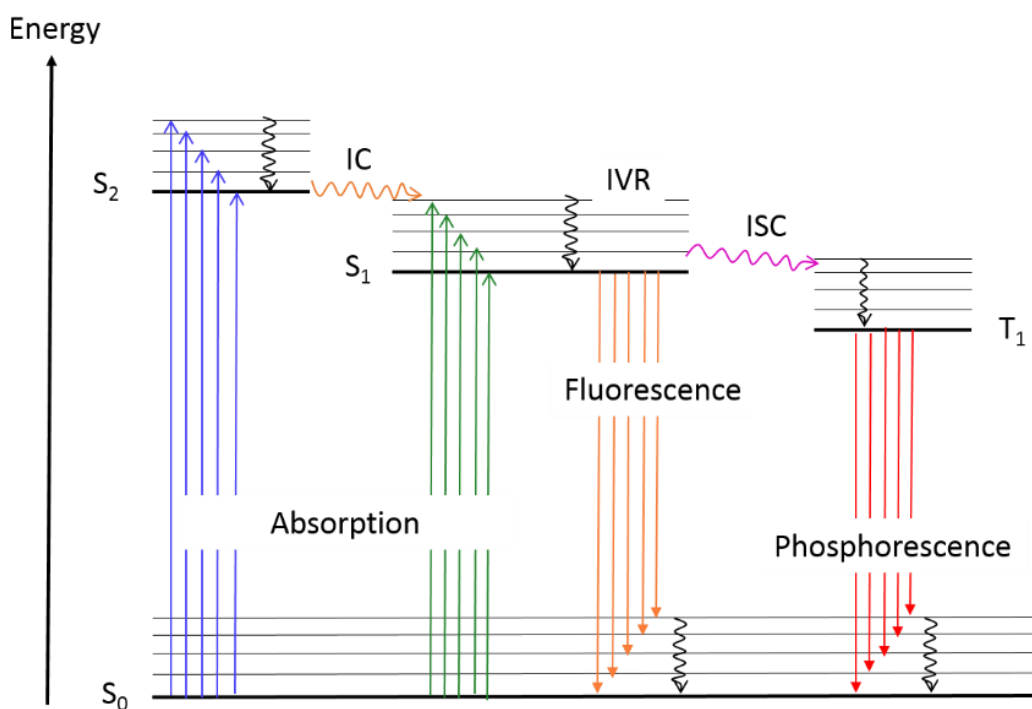 Energy
IC
IVR
S₂
ISC
S₁
T₁
Fluorescence
Absorption
Phosphorescence
S₀